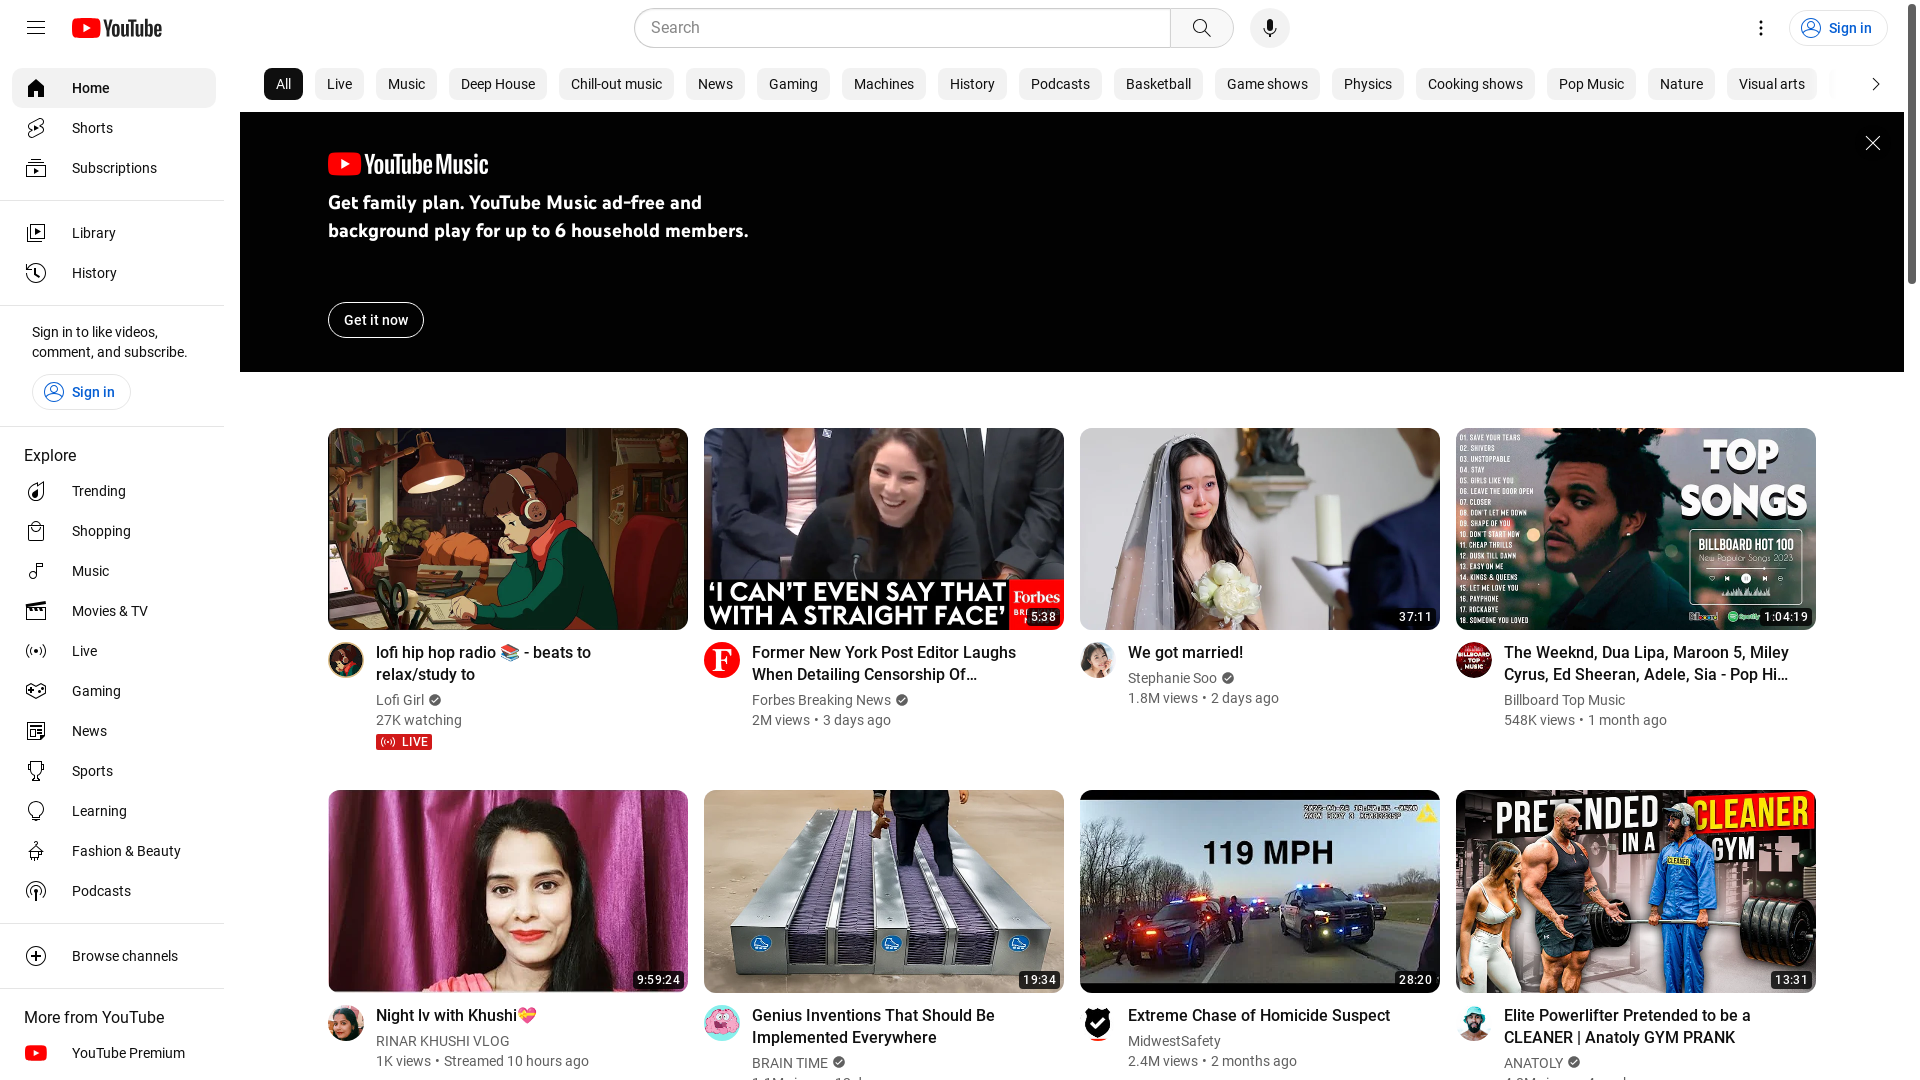 YouTube
Search
Sign in
Home
Shorts
Subscriptions
Library
History
Sign in to like videos,
comment, and subscribe.
Sign in
Explore
Trending
Shopping
Music
Movies & TV
Live
Gaming
News
Sports
Learning
Fashion & Beauty
Podcasts
Browse channels
More from YouTube
YouTube Premium
All
Live
Music
Deep House
Chill-out music
News
Gaming
Machines
History
Podcasts
Basketball
Game shows
Physics
Cooking shows
Pop Music
Nature
Visual arts
YouTube Music
Get family plan. YouTube Music ad-free and
background play for up to 6 household members.
Get it now
lofi hip hop radio 📚 - beats to
relax/study to
Lofi Girl
27K watching
LIVE
'I CAN'T EVEN SAY THAT
WITH A STRAIGHT FACE'
Forbes
5:38
Former New York Post Editor Laughs
When Detailing Censorship Of...
Forbes Breaking News
2M views • 3 days ago
37:11
We got married!
Stephanie Soo
1.8M views • 2 days ago
01. SAVE YOUR TEARS
02. SHIVERS
03. UNSTOPPABLE
04. STAY
05. GIRLS LIKE YOU
06. LEAVE THE DOOR OPEN
07. CLOSER
08. DON'T LET ME DOWN
09. SHAPE OF YOU
10. DON'T START NOW
11. CHEAP THRILLS
12. DUSK TILL DAWN
13. EASY ON ME
14. KINGS & QUEENS
15. LET ME LOVE YOU
16. PAYPHONE
17. ROCKABYE
18. SOMEONE YOU LOVED
TOP
SONGS
BILLBOARD HOT 100
New Popular Songs 2023
Billboard
Spotify
1:04:19
BILLBOARD
TOP
MUSIC
The Weeknd, Dua Lipa, Maroon 5, Miley
Cyrus, Ed Sheeran, Adele, Sia - Pop Hi...
Billboard Top Music
548K views • 1 month ago
9:59:24
Night lv with Khushi💝
RINAR KHUSHI VLOG
1K views • Streamed 10 hours ago
19:34
Genius Inventions That Should Be
Implemented Everywhere
BRAIN TIME
119 MPH
28:20
Extreme Chase of Homicide Suspect
MidwestSafety
2.4M views • 2 months ago
PRETENDED
IN A
CLEANER
GYM
CLEANER
13:31
Elite Powerlifter Pretended to be a
CLEANER | Anatoly GYM PRANK
ANATOLY